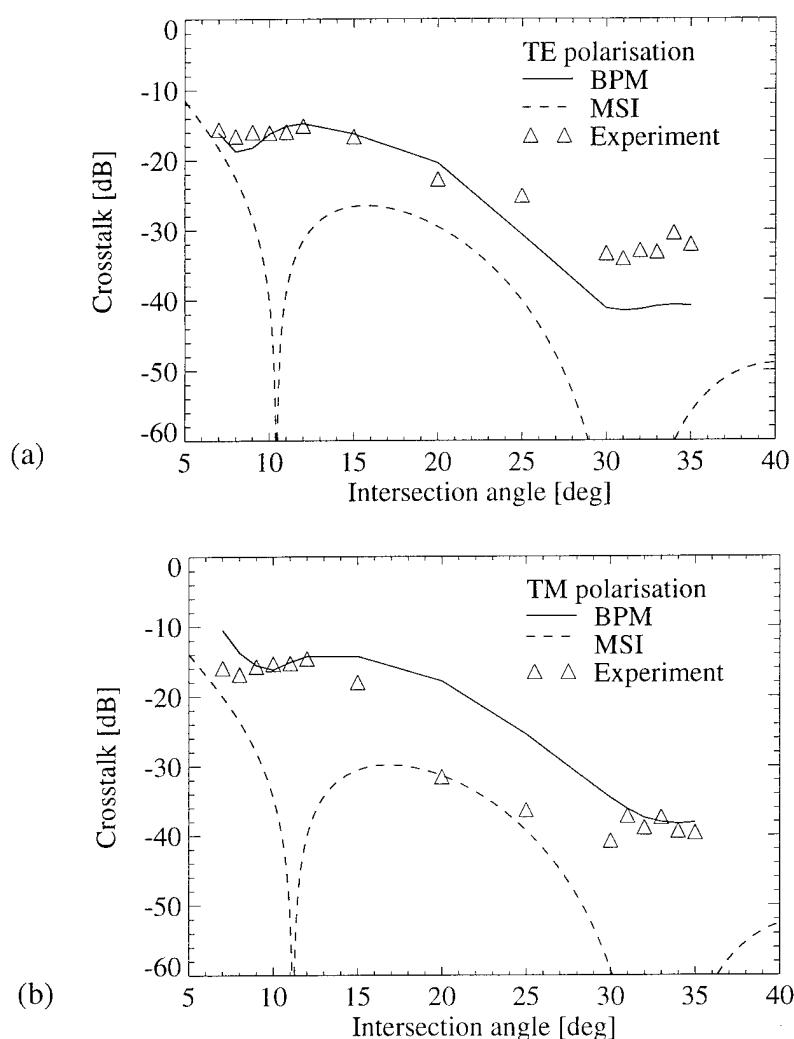 0
-10
-20
-30
-40
-50
-60
Crosstalk [dB]
TE polarisation
BPM
MSI
Experiment
5 10 15 20 25 30 35 40
Intersection angle [deg]
(a)
0
-10
-20
-30
-40
-50
-60
Crosstalk [dB]
TM polarisation
BPM
MSI
Experiment
5 10 15 20 25 30 35 40
Intersection angle [deg]
(b)